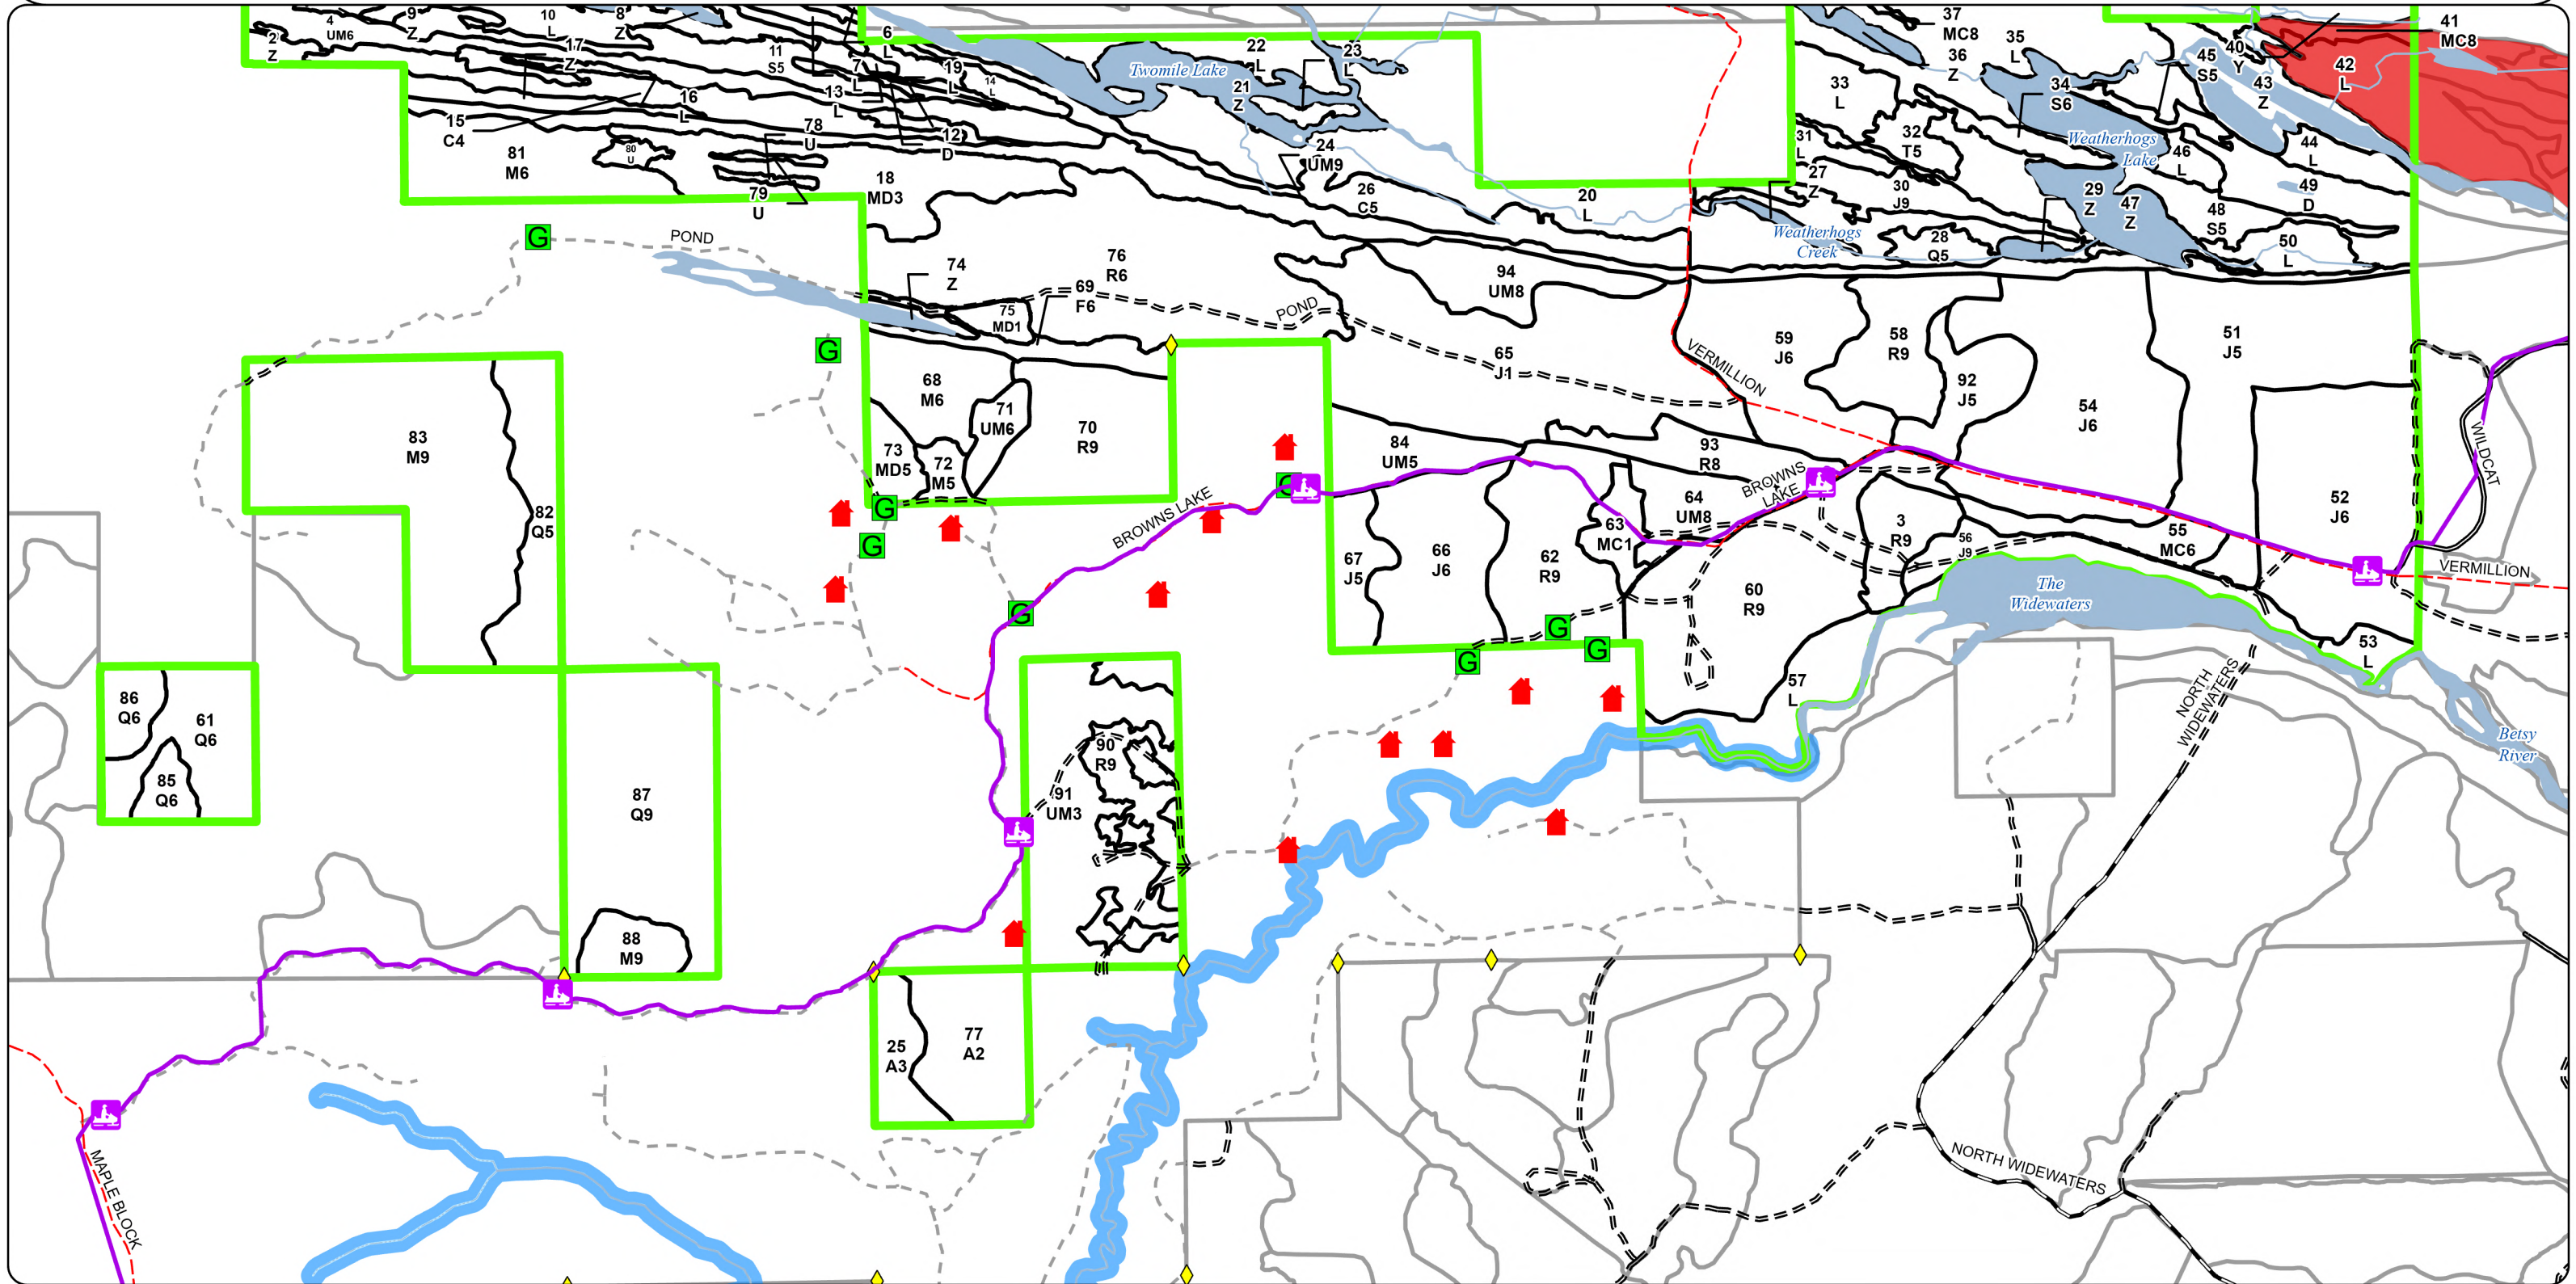 4
UM6
9
Z
10
L
8
Z
2
Z
17
Z
11
S5
6
L
7
L
19
L
14
L
13
L
16
L
15
C4
12
D
78
U
80
U
81
M6
79
U
18
MD3
Twomile Lake
22
L
23
L
21
Z
24
UM9
26
C5
20
L
37
MC8
36
Z
35
L
33
L
34
S6
45
S5
40
Y
43
Z
42
L
41
MC8
31
L
32
T5
Weatherhogs
Lake
46
L
44
L
27
Z
30
J9
29
Z
47
Z
48
S5
49
D
Weatherhogs
Creek
28
Q5
50
L
G
POND
74
Z
76
R6
69
F6
75
MD1
POND
94
UM8
65
J1
VERMILLION
59
J6
58
R9
92
J5
51
J5
54
J6
G
68
M6
71
UM6
70
R9
73
MD5
72
M5
83
M9
82
Q5
84
UM5
93
R8
BROWNS
LAKE
64
UM8
63
MC1
3
R9
56
J9
55
MC6
52
J6
WILDCAT
VERMILLION
G
G
G
G
BROWNS LAKE
67
J5
66
J6
62
R9
60
R9
57
L
The
Widewaters
53
L
G
G
G
NORTH
WIDEWATERS
Betsy
River
86
Q6
61
Q6
85
Q6
87
Q9
88
M9
90
R9
91
UM3
25
A3
77
A2
MAPLE BLOCK
NORTH WIDEWATERS